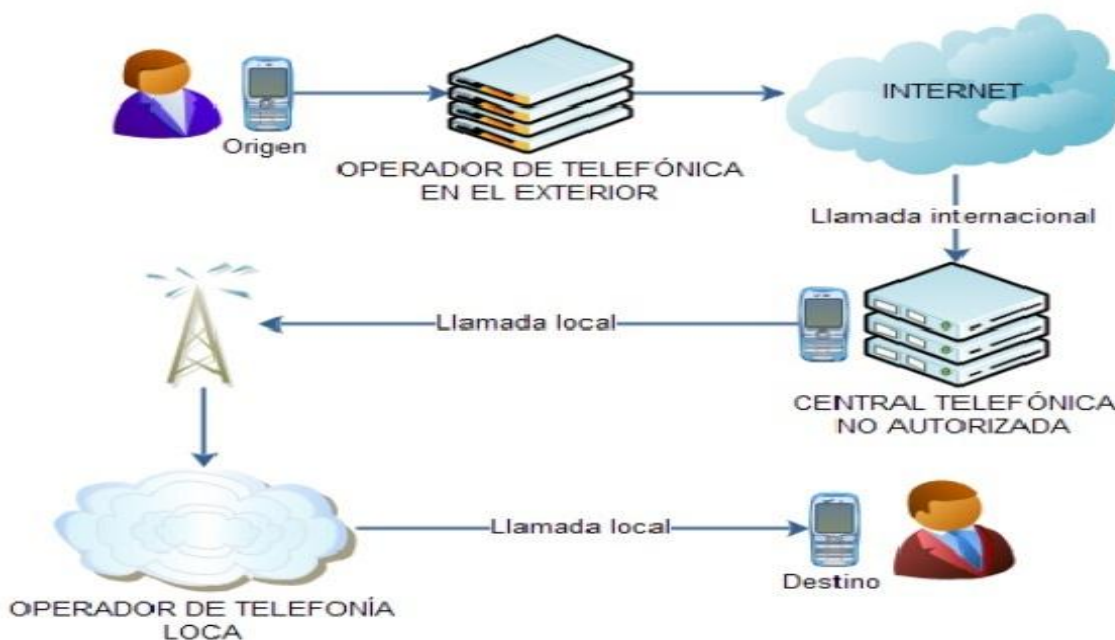 Origen
OPERADOR DE TELEFÓNICA
EN EL EXTERIOR
INTERNET
Llamada internacional
Llamada local
CENTRAL TELEFÓNICA
NO AUTORIZADA
Llamada local
Destino
OPERADOR DE TELEFONÍA
LOCA